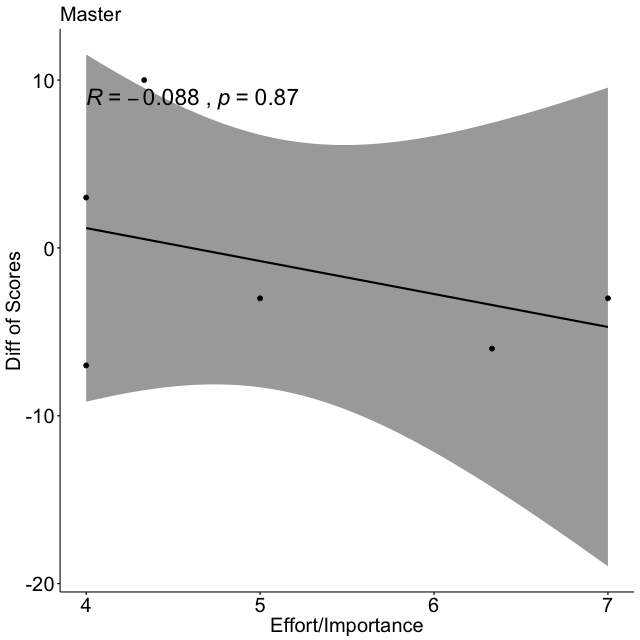 Master
10
R = −0.088 , p = 0.87
0
-10
-20
Diff of Scores
4 5 6 7
Effort/Importance